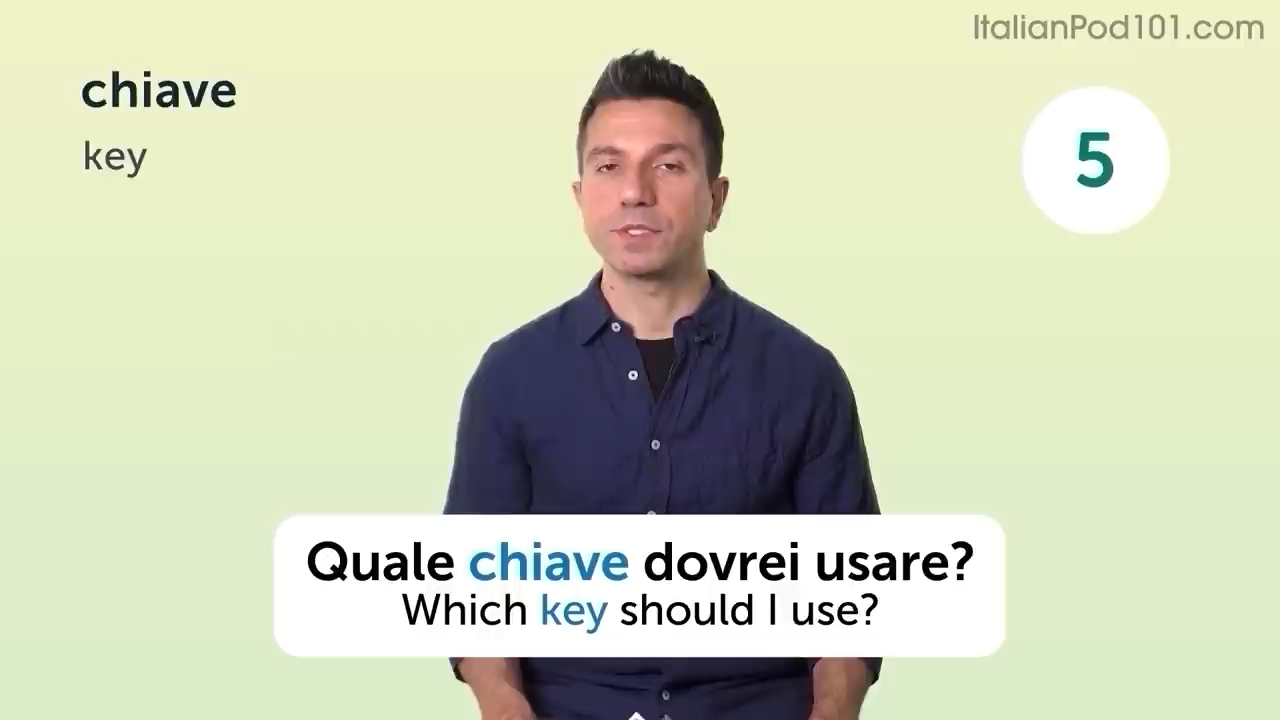 ItalianPod101.com
chiave
key
5
Quale chiave dovrei usare?
Which key should I use?